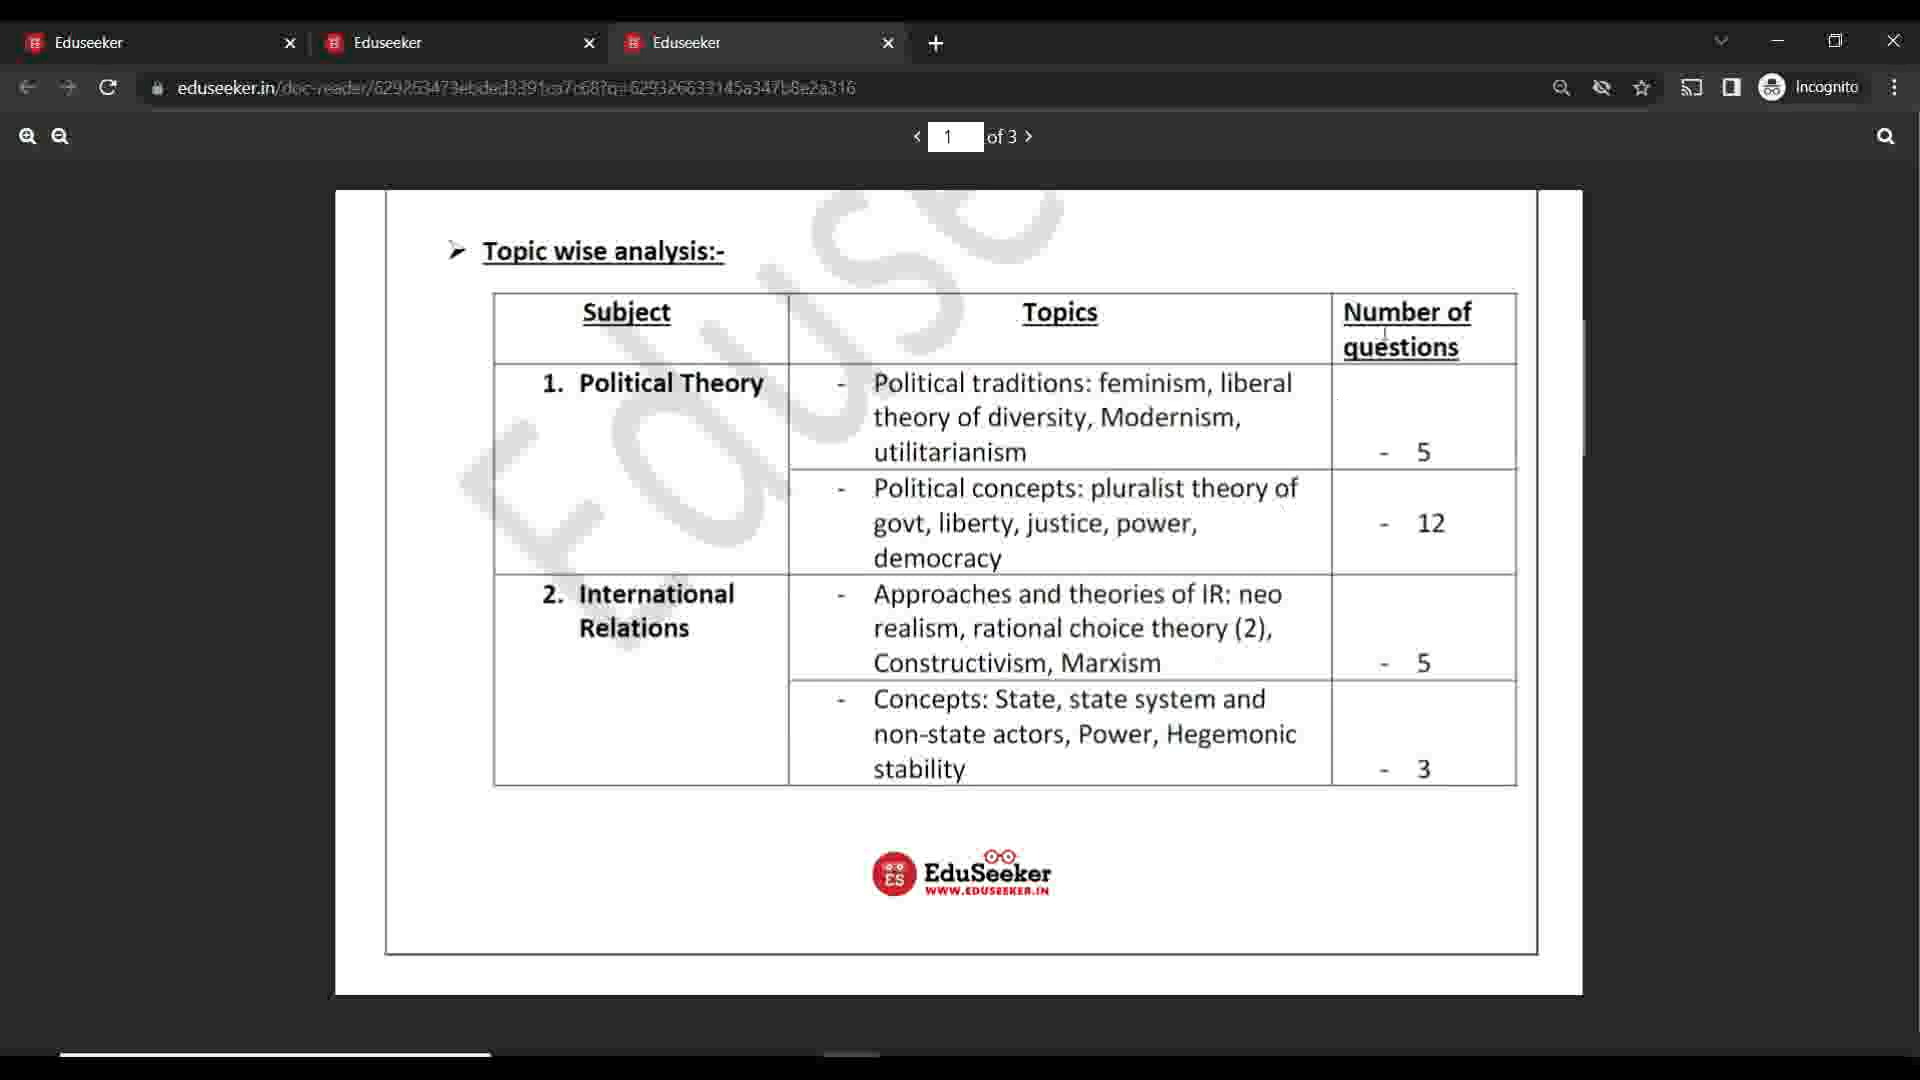 Eduseeker
Eduseeker
Eduseeker
Incognito
1 of 3
Topic wise analysis:-
Subject
Topics
Number of
questions
1. Political Theory
- Political traditions: feminism, liberal
theory of diversity, Modernism,
utilitarianism
- 5
- Political concepts: pluralist theory of
govt, liberty, justice, power,
democracy
- 12
2. International
Relations
- Approaches and theories of IR: neo
realism, rational choice theory (2),
Constructivism, Marxism
- 5
- Concepts: State, state system and
non-state actors, Power, Hegemonic
stability
- 3
ES
EduSeeker
WWW.EDUSEEKER.IN